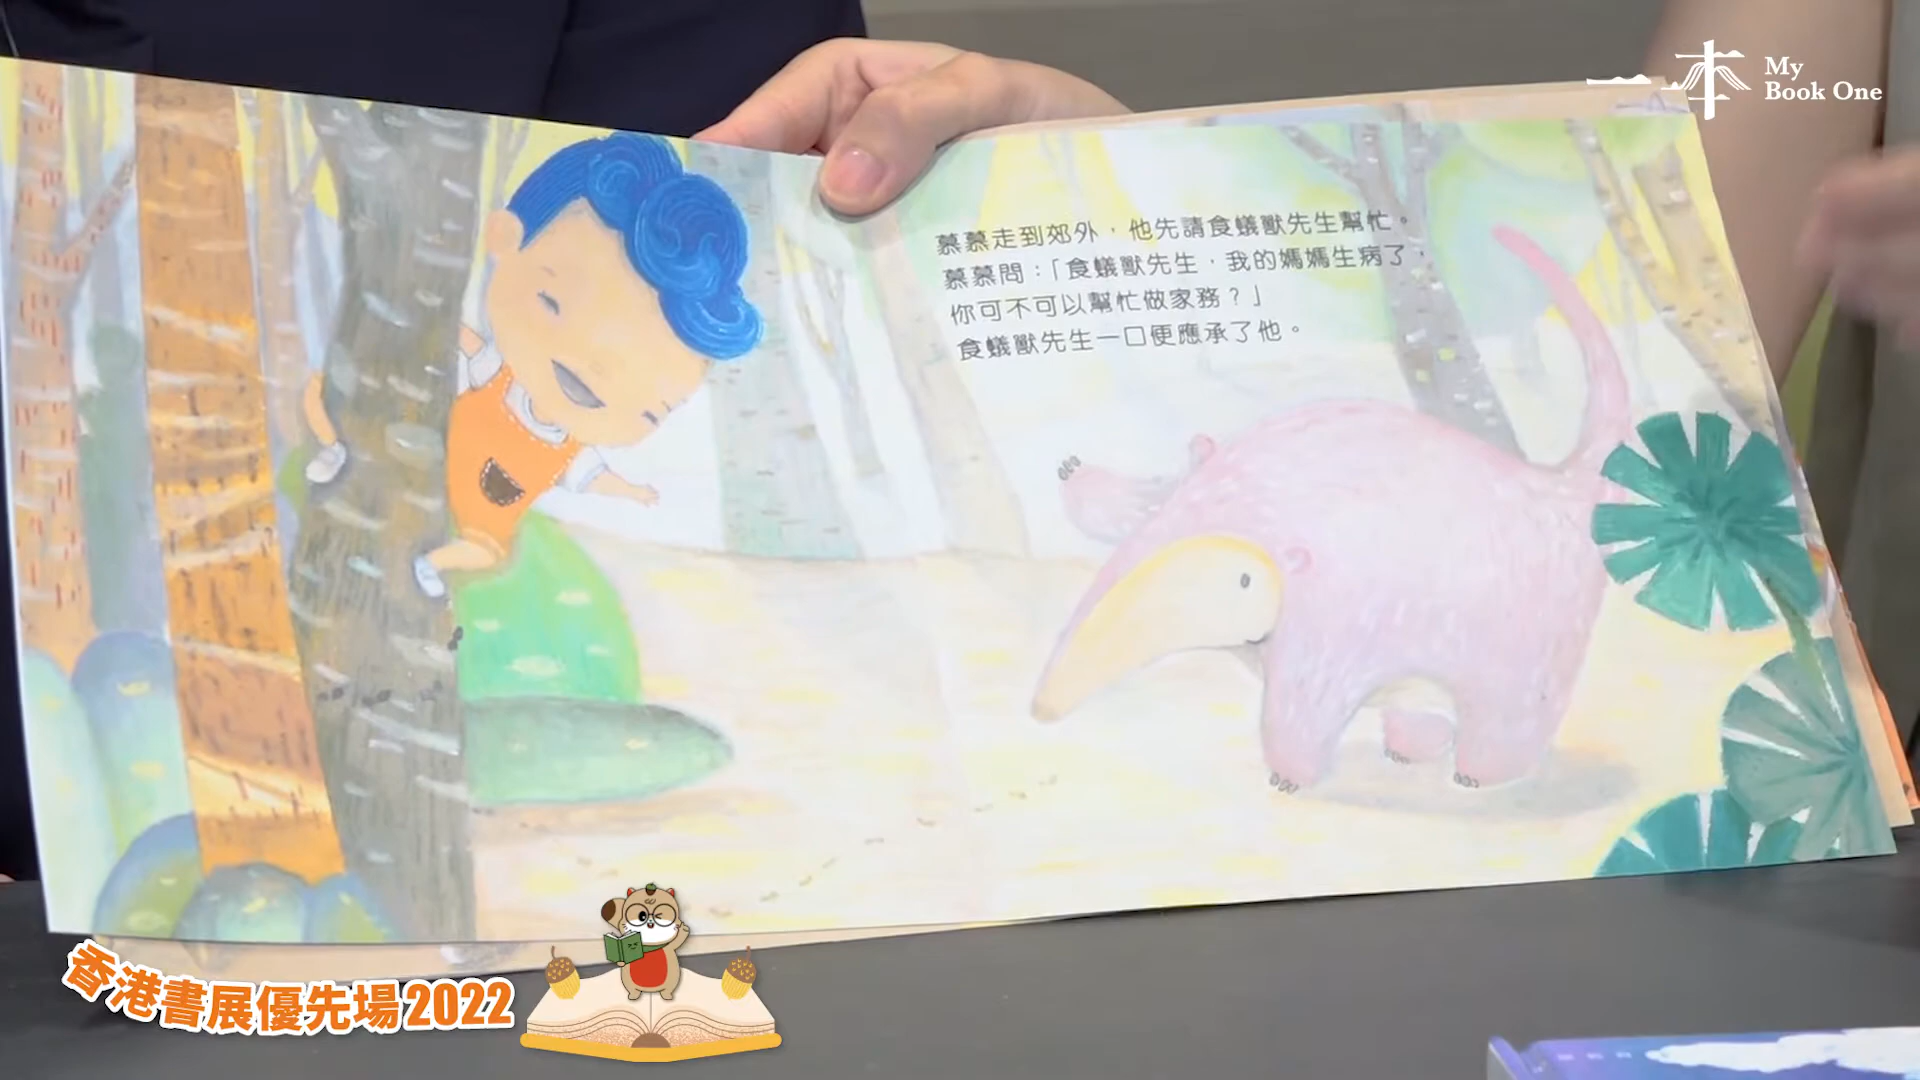 一本 My
Book One
慕慕走到郊外，他先請食蟻獸先生幫忙。
慕慕問：「食蟻獸先生，我的媽媽生病了，
你可不可以幫忙做家務？」
食蟻獸先生一口便應承了他。
香港書展優先場2022